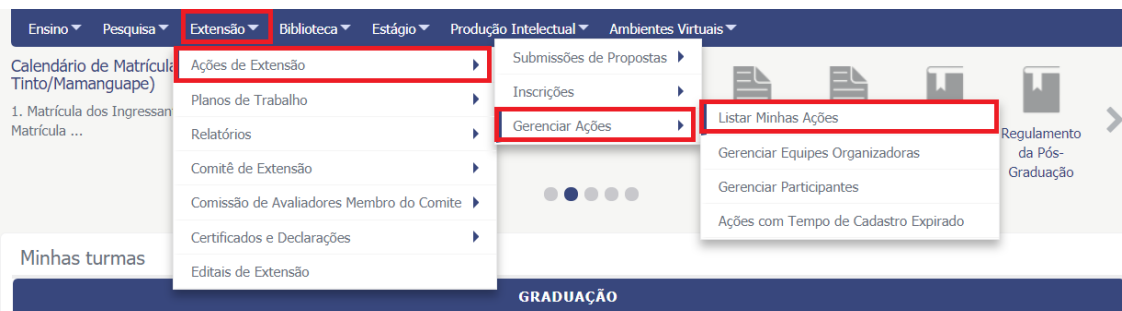 Ensino Pesquisa Extensão Biblioteca Estágio Produção Intelectual Ambientes Virtuais
Calendário de Matrícula
Tinto/Mamanguape)
1. Matrícula dos Ingressan
Matrícula ...
Ações de Extensão
Planos de Trabalho
Relatórios
Comitê de Extensão
Comissão de Avaliadores Membro do Comite
Certificados e Declarações
Editais de Extensão
Submissões de Propostas
Inscrições
Gerenciar Ações
Listar Minhas Ações
Gerenciar Equipes Organizadoras
Gerenciar Participantes
Ações com Tempo de Cadastro Expirado
Regulamento
da Pós-
Graduação
Minhas turmas
GRADUAÇÃO